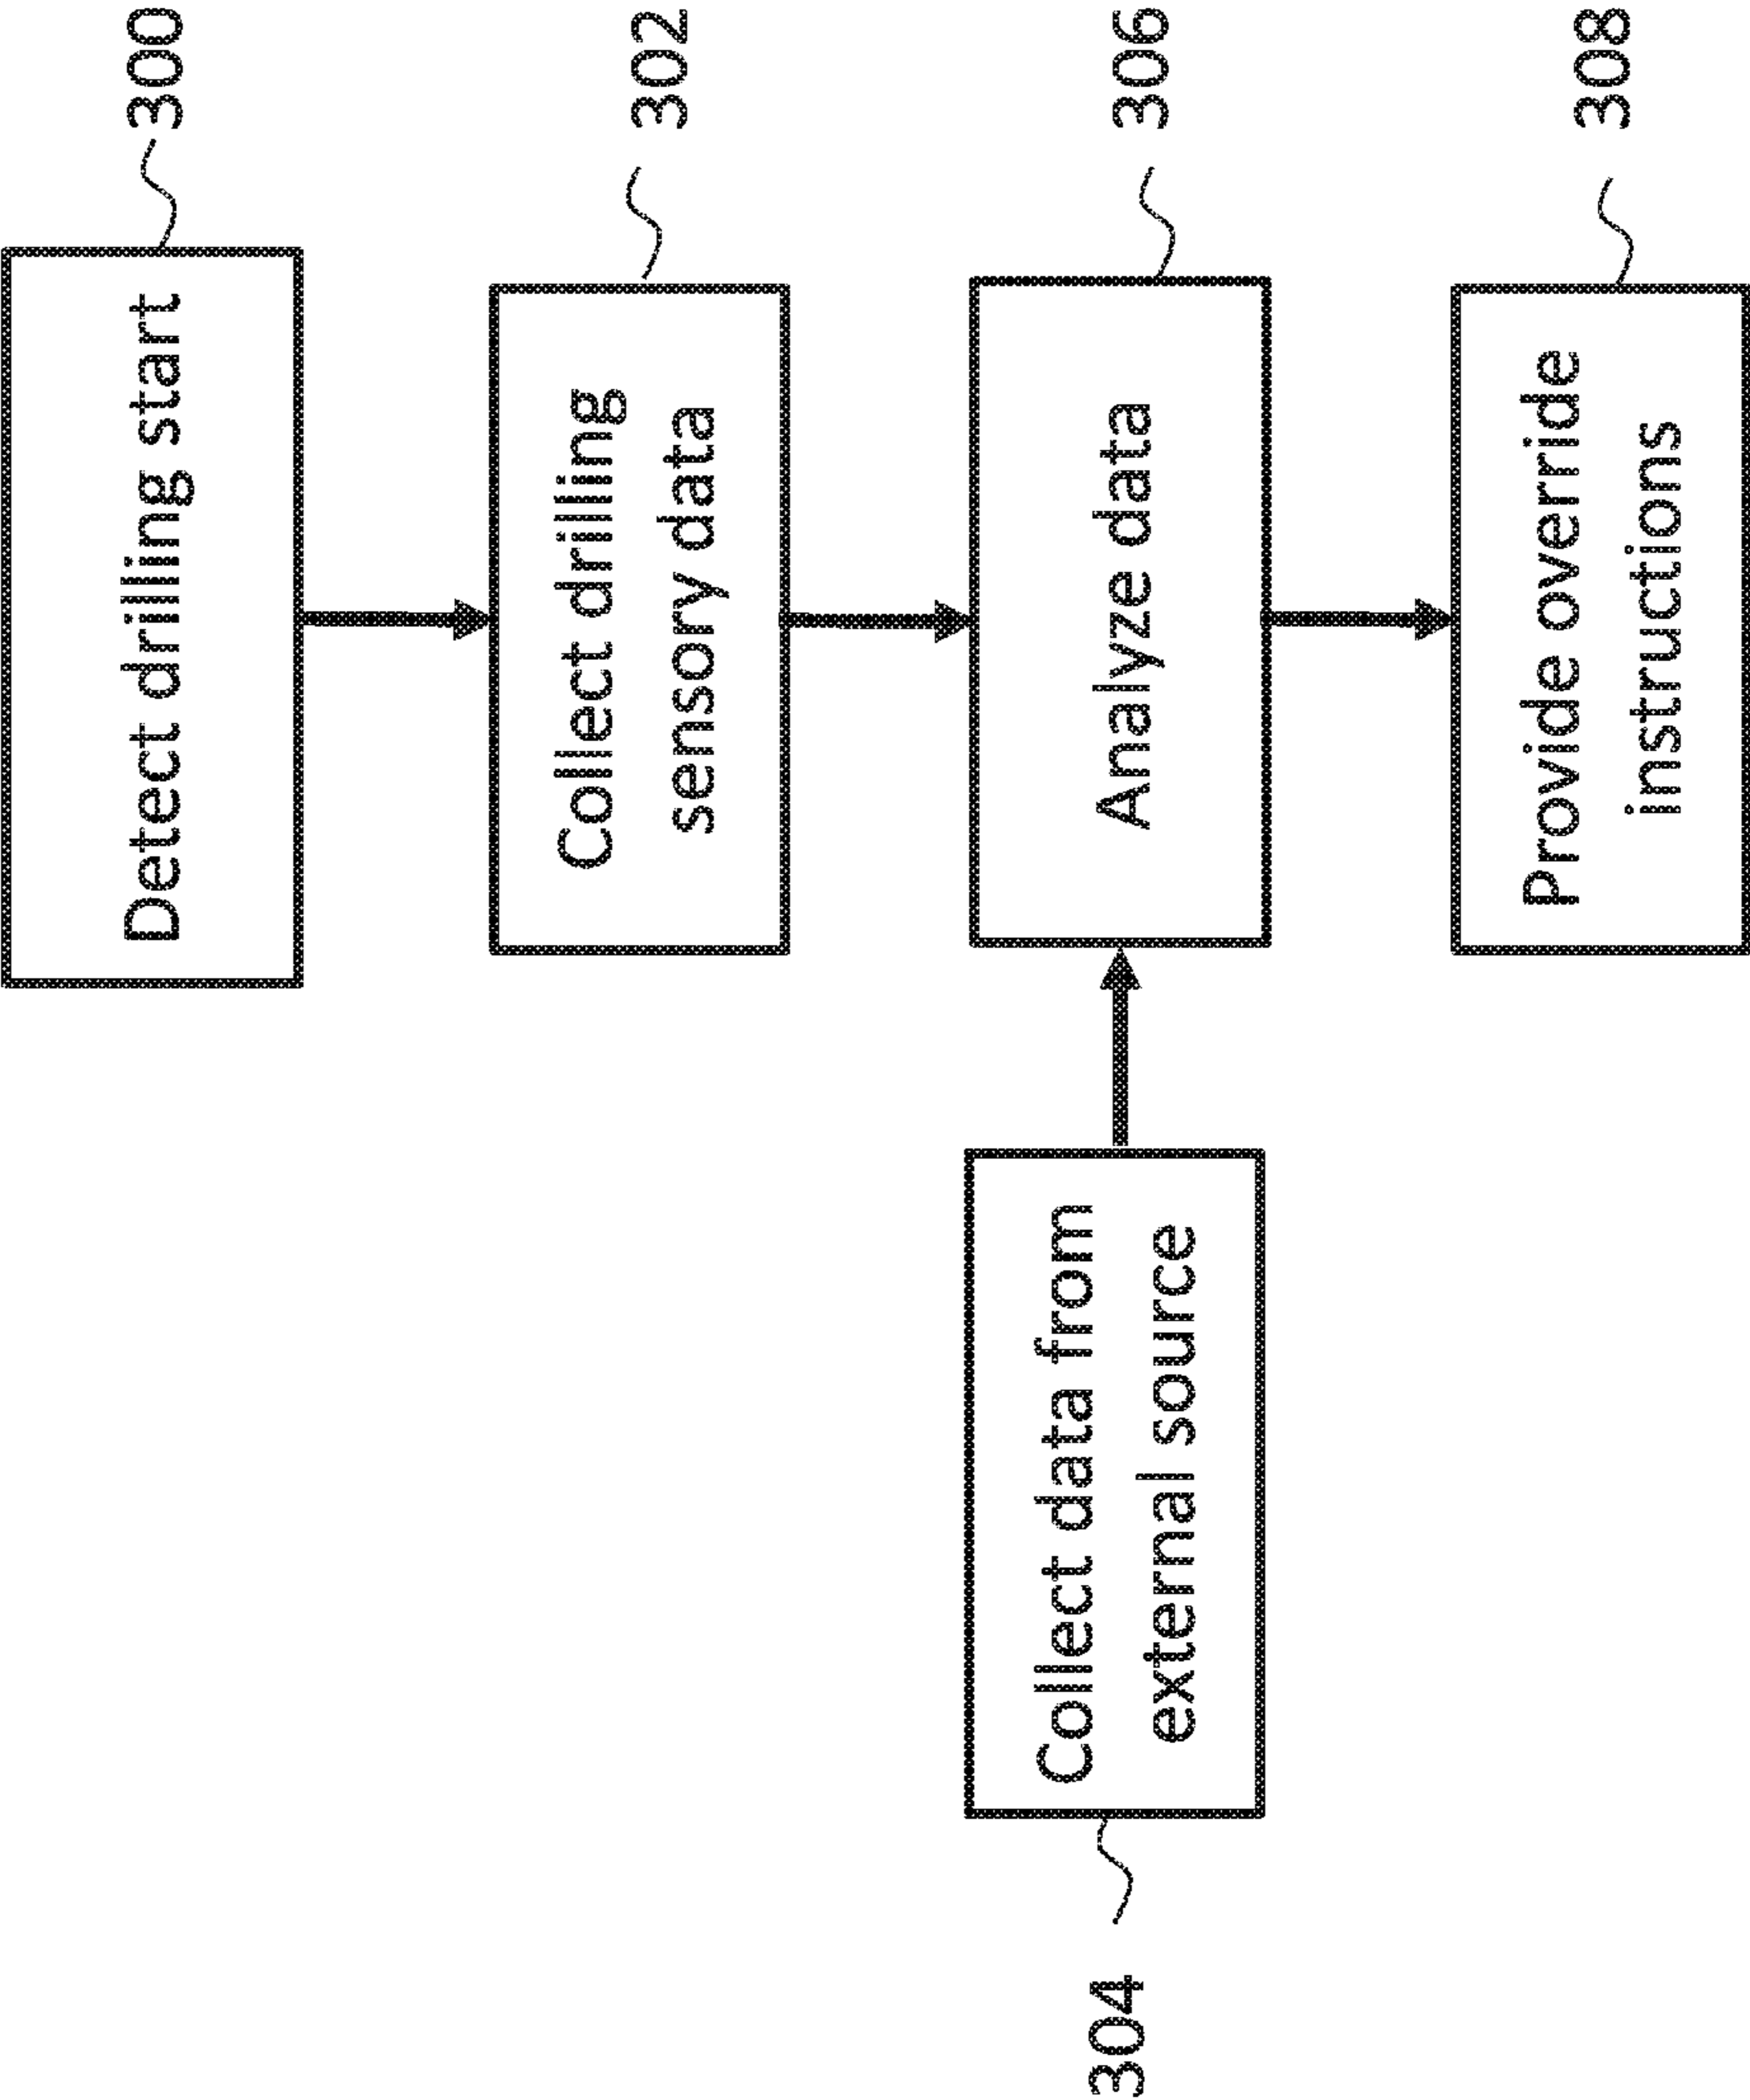 Detect drilling start
300
Collect drilling
sensory data
302
304
Collect data from
external source
Analyze data
306
Provide override
instructions
308